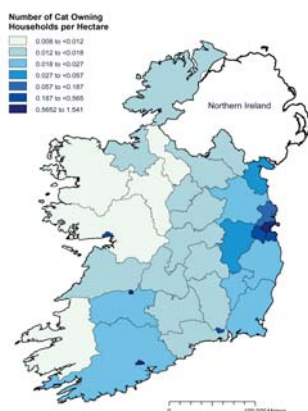 Number of Cat Owning
Households per Hectare
0.008 to <0.012
0.012 to <0.018
0.018 to <0.027
0.027 to <0.057
0.057 to <0.187
0.187 to <0.565
0.5652 to 1.541
Northern Ireland
0